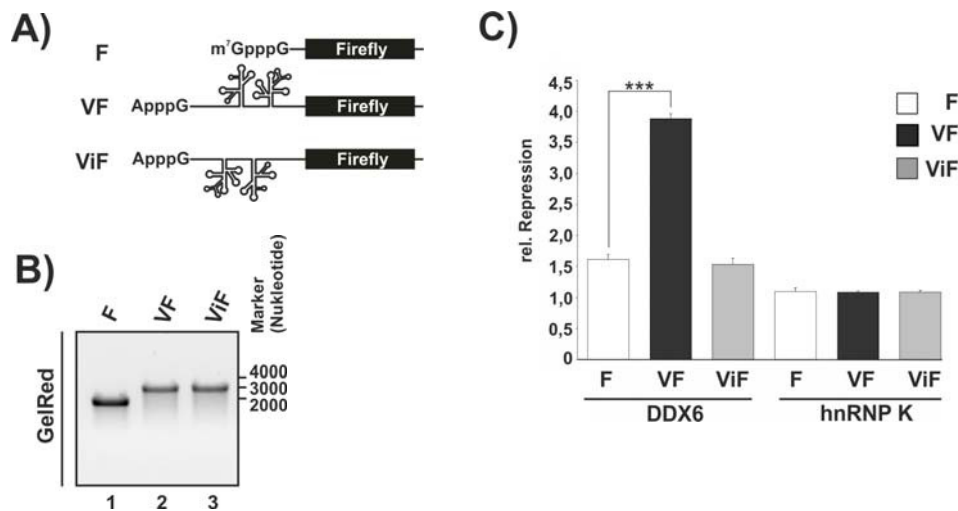 A)
F
m⁷GpppG
Firefly
VF
ApppG
Firefly
ViF
ApppG
Firefly
B)
F
VF
ViF
Marker
(Nukleotide)
4000
3000
2000
GelRed
1 2 3
C)
rel. Repression
4,5
4,0
3,5
3,0
2,5
2,0
1,5
1,0
0,5
0
***
F
VF
ViF
F VF ViF F VF ViF
DDX6 hnRNP K